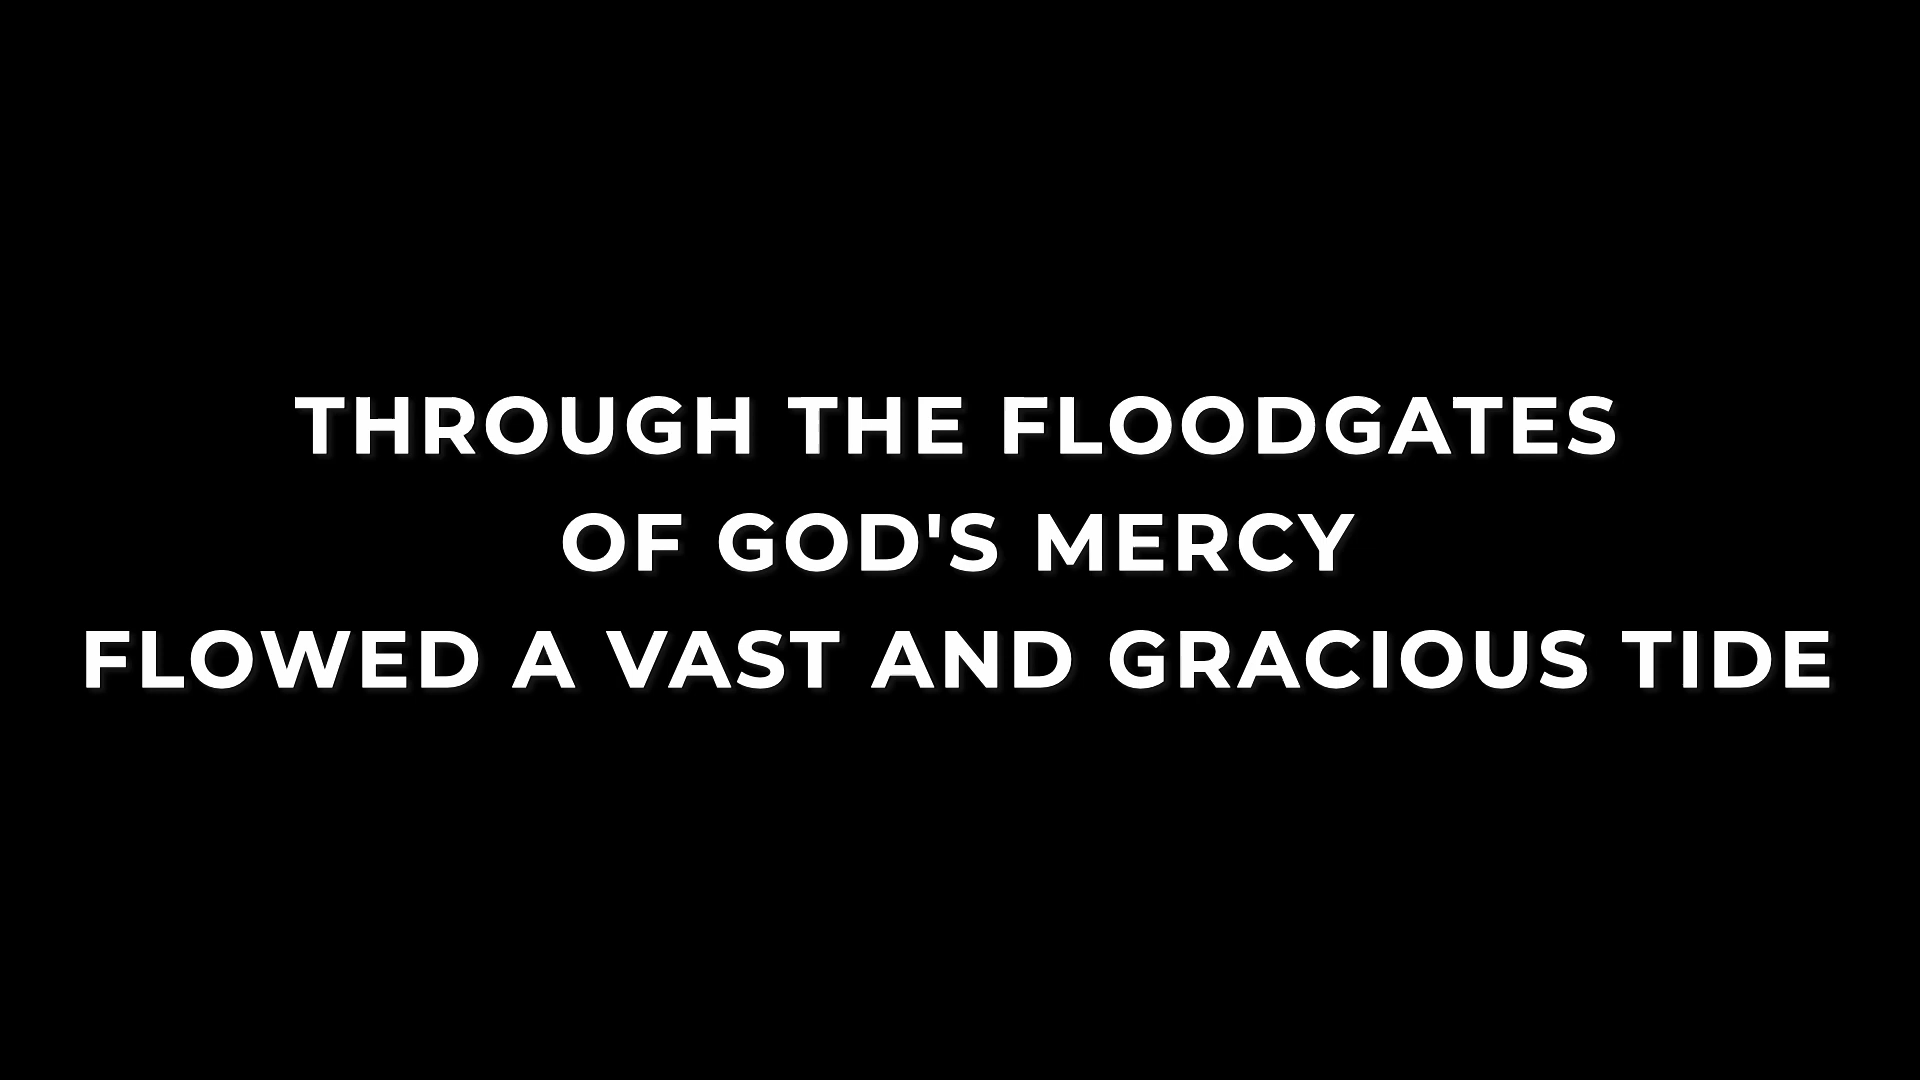 THROUGH THE FLOODGATES
OF GOD'S MERCY
FLOWED A VAST AND GRACIOUS TIDE